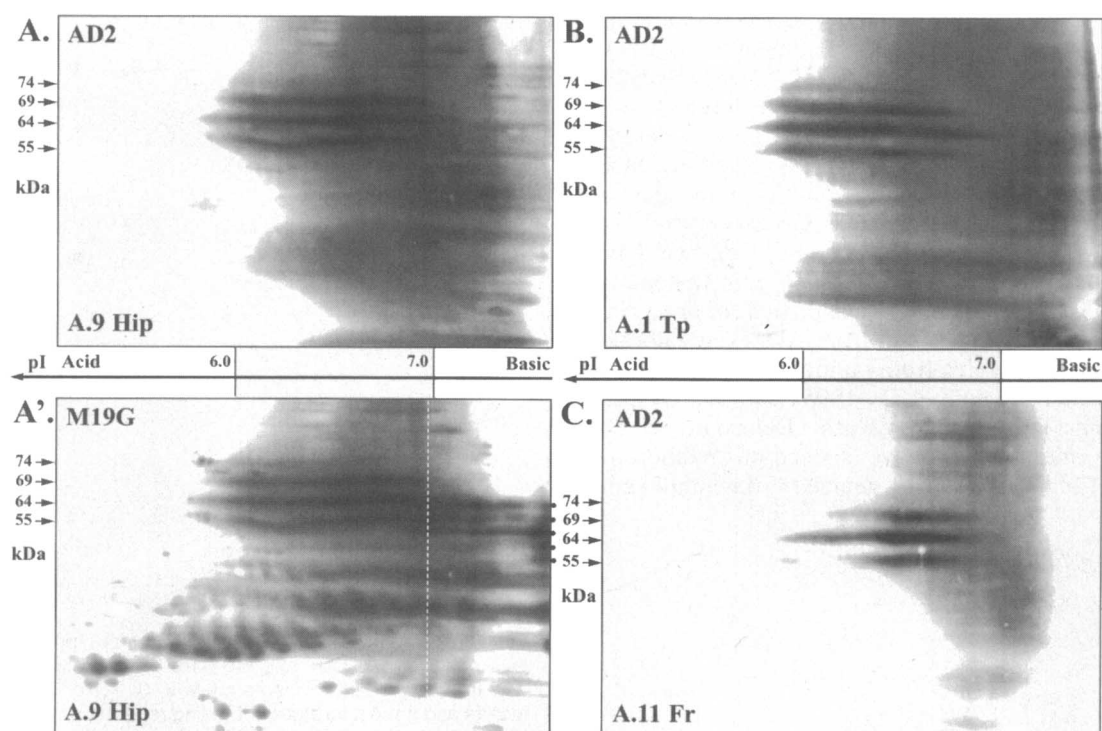 A.
AD2
74
69
64
55
kDa
A.9 Hip
B.
AD2
74
69
64
55
kDa
A.1 Tp
pI Acid 6.0 7.0 Basic
pI Acid 6.0 7.0 Basic
A'.
M19G
74
69
64
55
kDa
A.9 Hip
C.
AD2
74
69
64
55
kDa
A.11 Fr